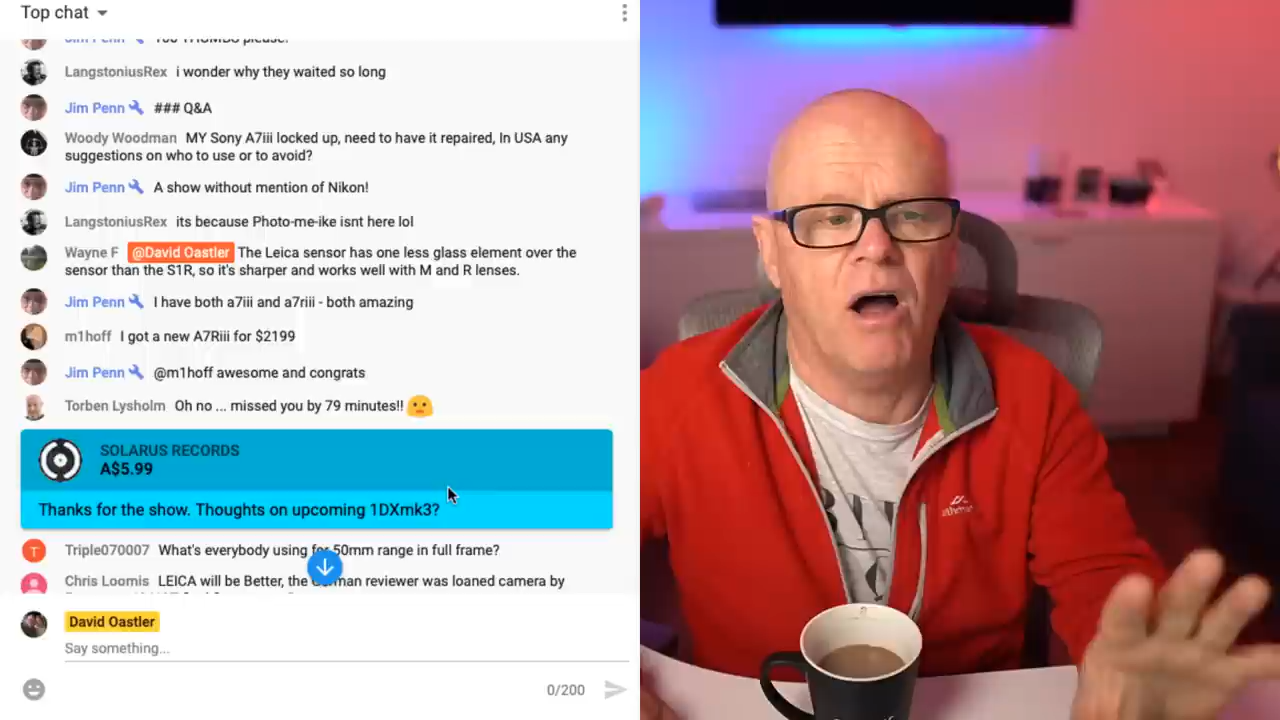 Top chat
Jim Penn 100 THUMBS please!
LangstoniusRex i wonder why they waited so long
Jim Penn ### Q&A
Woody Woodman MY Sony A7iii locked up, need to have it repaired, In USA any
suggestions on who to use or to avoid?
Jim Penn A show without mention of Nikon!
LangstoniusRex its because Photo-me-ike isnt here lol
Wayne F @David Oastler The Leica sensor has one less glass element over the
sensor than the S1R, so it's sharper and works well with M and R lenses.
Jim Penn I have both a7iii and a7riii - both amazing
m1hoff I got a new A7Riii for $2199
Jim Penn @m1hoff awesome and congrats
Torben Lysholm Oh no ... missed you by 79 minutes!!
SOLARUS RECORDS
A$5.99
Thanks for the show. Thoughts on upcoming 1DXmk3?
T Triple070007 What's everybody using for 50mm range in full frame?
Chris Loomis LEICA will be Better, the German reviewer was loaned camera by
David Oastler
Say something...
0/200